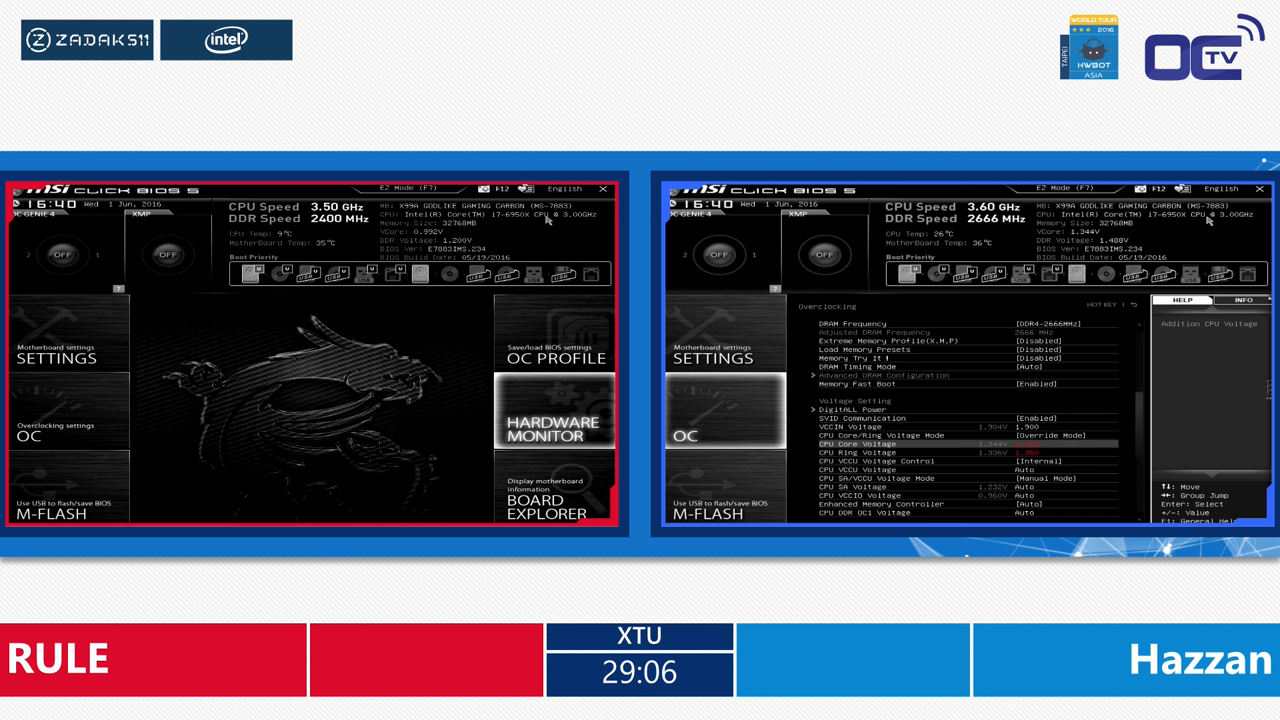 ZADAK511
intel
WORLD TOUR
2016
TAIPEI
HWBOT
ASIA
OC TV
msi CLICK BIOS 5
EZ Mode (F7)
F12
English
X
16:40 Wed 1 Jun, 2016
OC GENIE 4
XMP
2
OFF
1
OFF
CPU Speed 3.50 GHz
DDR Speed 2400 MHz
CPU Temp: 9°C
MotherBoard Temp: 35°C
MB: X99A GODLIKE GAMING CARBON (MS-7883)
CPU: Intel(R) Core(TM) i7-6950X CPU @ 3.00GHz
Memory Size: 32768MB
VCore: 0.992V
DDR Voltage: 1.200V
BIOS Ver: E7883IMS.234
BIOS Build Date: 05/19/2016
Boot Priority
?
Motherboard settings
SETTINGS
Overclocking settings
OC
Use USB to flash/save BIOS
M-FLASH
Save/load BIOS settings
OC PROFILE
HARDWARE
MONITOR
Display motherboard
information
BOARD
EXPLORER
msi CLICK BIOS 5
EZ Mode (F7)
F12
English
X
16:40 Wed 1 Jun, 2016
OC GENIE 4
XMP
2
OFF
1
OFF
CPU Speed 3.60 GHz
DDR Speed 2666 MHz
CPU Temp: 26°C
MotherBoard Temp: 36°C
MB: X99A GODLIKE GAMING CARBON (MS-7883)
CPU: Intel(R) Core(TM) i7-6950X CPU @ 3.00GHz
Memory Size: 32768MB
VCore: 1.344V
DDR Voltage: 1.488V
BIOS Ver: E7883IMS.234
BIOS Build Date: 05/19/2016
Boot Priority
?
Motherboard settings
SETTINGS
OC
Use USB to flash/save BIOS
M-FLASH
Overclocking
HOT KEY
DRAM Frequency [DDR4-2666MHz]
Adjusted DRAM Frequency 2666 MHz
Extreme Memory Profile(X.M.P) [Disabled]
Load Memory Presets [Disabled]
Memory Try It ! [Disabled]
DRAM Timing Mode [Auto]
> Advanced DRAM Configuration
Memory Fast Boot [Enabled]
Voltage Setting
> DigitALL Power
SVID Communication [Enabled]
VCCIN Voltage 1.904V 1.900
CPU Core/Ring Voltage Mode [Override Mode]
CPU Core Voltage 1.344V
CPU Ring Voltage 1.336V 1.350
CPU VCCU Voltage Control [Internal]
CPU VCCU Voltage Auto
CPU SA/VCCU Voltage Mode [Manual Mode]
CPU SA Voltage 1.232V Auto
CPU VCCIO Voltage 0.960V Auto
Enhanced Memory Controller [Auto]
CPU DDR OC1 Voltage Auto
HELP
INFO
Addition CPU Voltage
↑↓: Move
Group Jump
Enter: Select
+/-: Value
F1: General Help
RULE
XTU
29:06
Hazzan